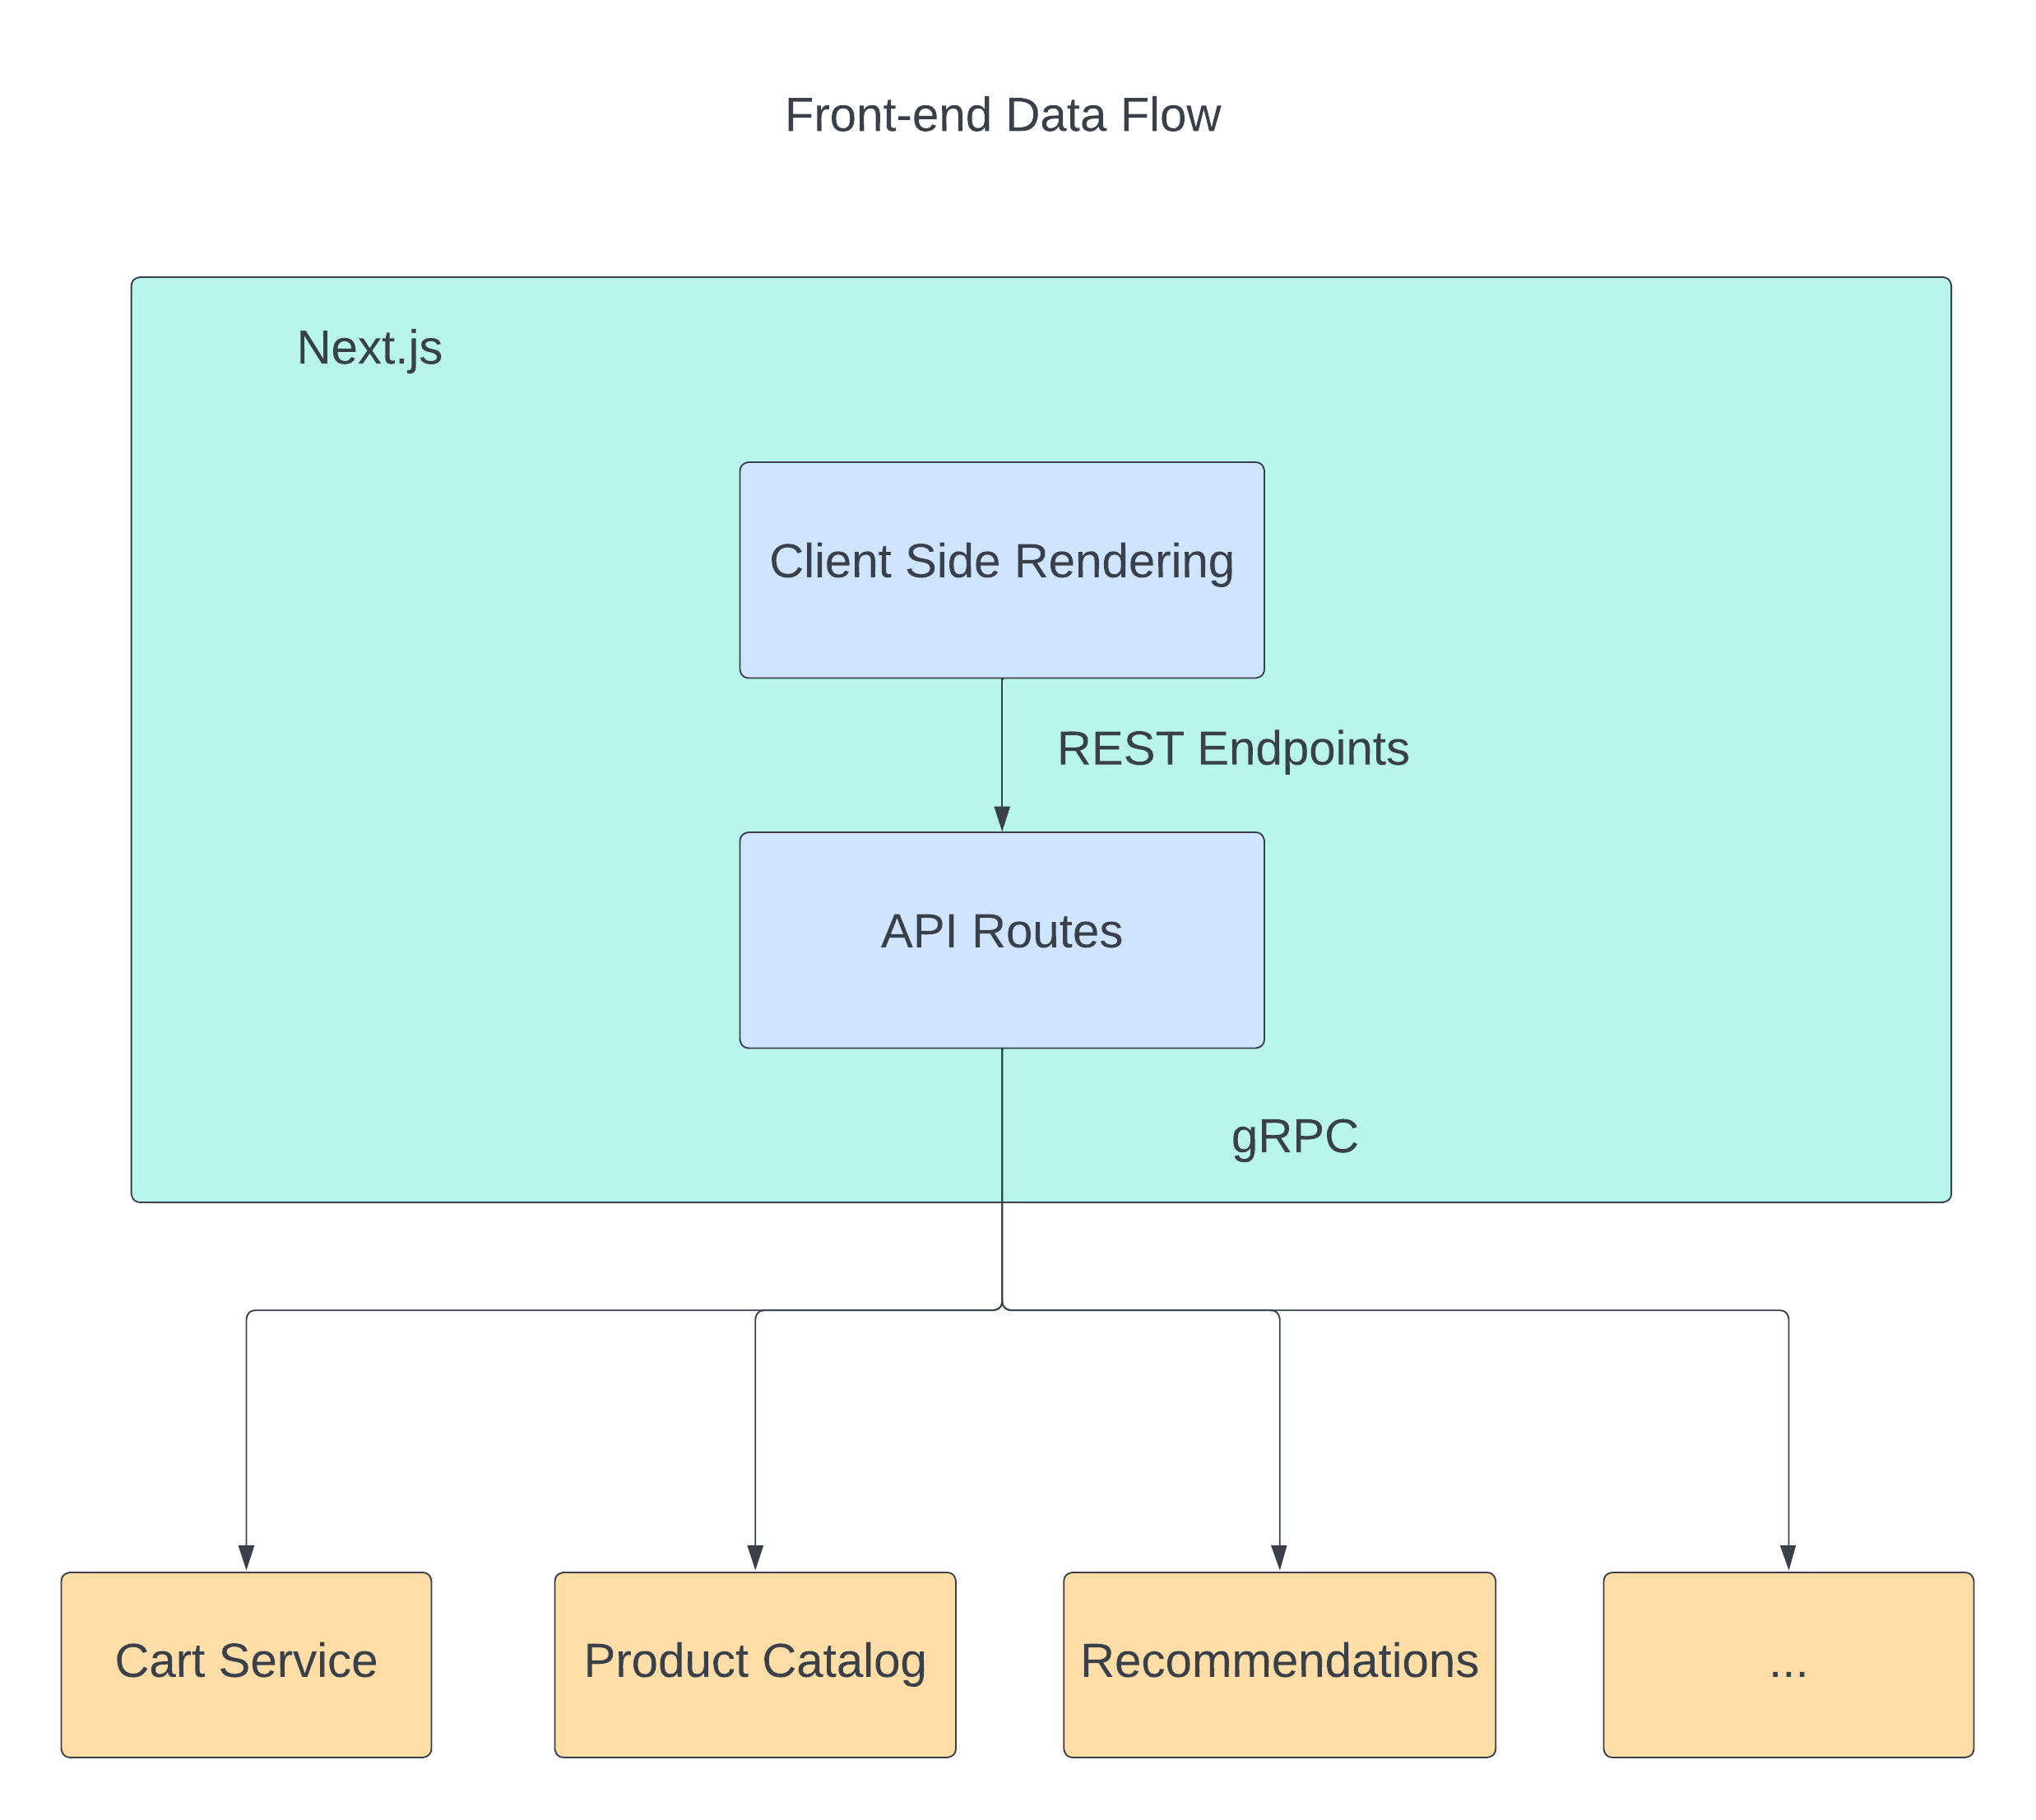 Front-end Data Flow
Next.js
Client Side Rendering
REST Endpoints
API Routes
gRPC
Cart Service
Product Catalog
Recommendations
...